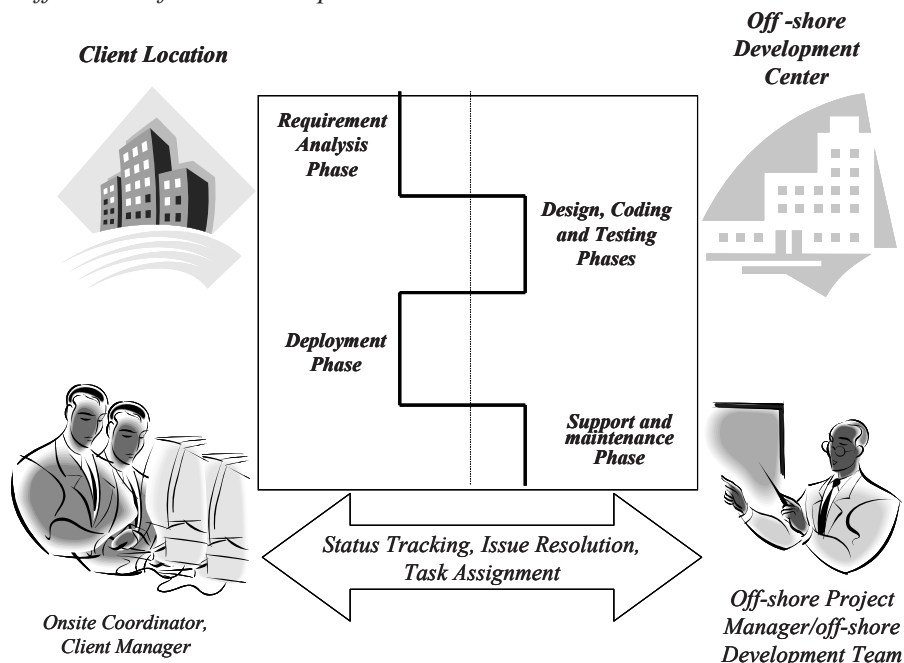 Client Location
Off -shore
Development
Center
Requirement
Analysis
Phase
Design, Coding
and Testing
Phases
Deployment
Phase
Support and
maintenance
Phase
Status Tracking, Issue Resolution,
Task Assignment
Onsite Coordinator,
Client Manager
Off-shore Project
Manager/off-shore
Development Team